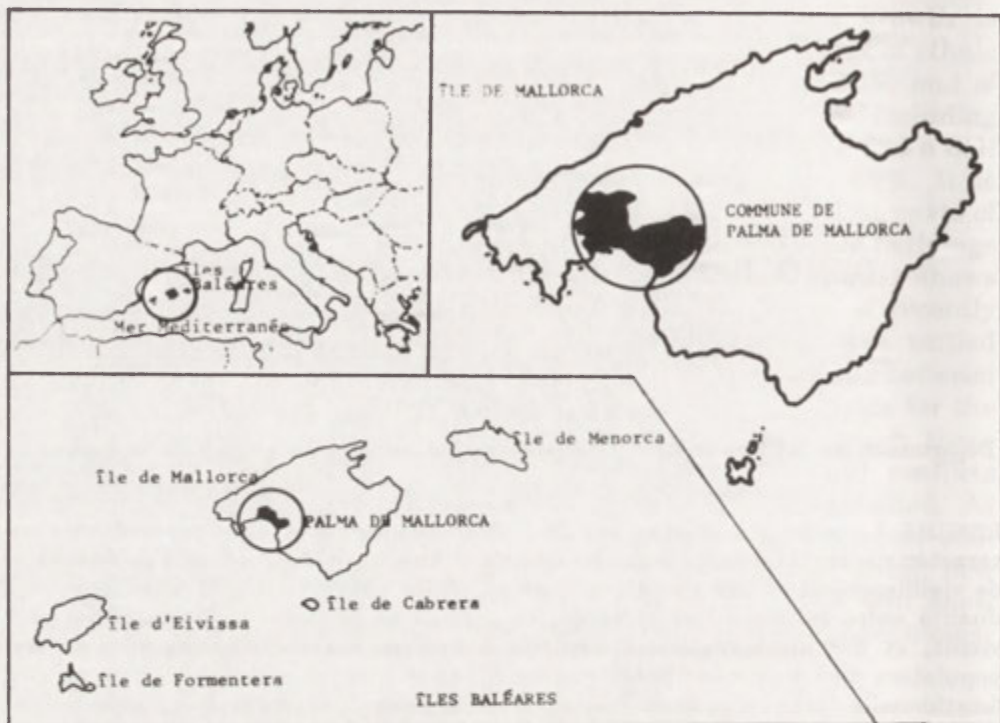 Îles
Baléares
Mer Méditerranée
ÎLE DE MALLORCA
COMMUNE DE
PALMA DE MALLORCA
Île de Menorca
Île de Mallorca
PALMA DE MALLORCA
Île de Cabrera
Île d'Eivissa
Île de Formentera
ÎLES BALÉARES